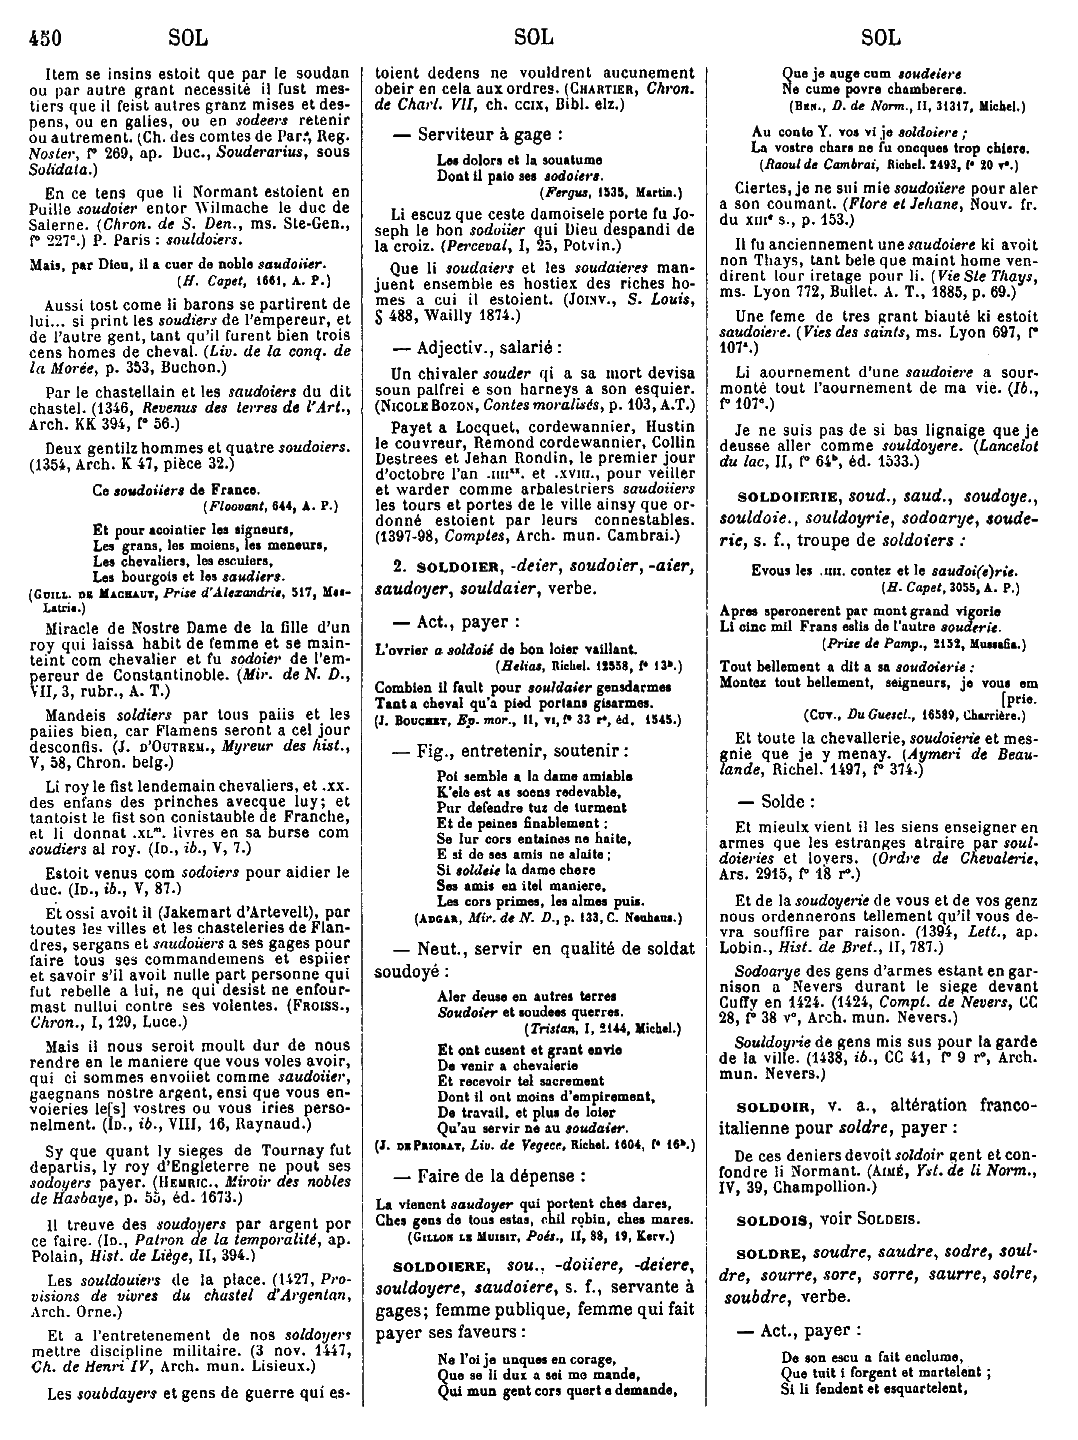 450 SOL SOL SOL
Item se insins estoit que par le soudan
ou par autre grant necessité il fust mes-
tiers que il feist autres granz mises et des-
pens, ou en galies, ou en sodeers retenir
ou autrement. (Ch. des comtes de Par., Reg.
Noster, f° 269, ap. Duc., Souderarius, sous
Solidata.)
En ce tens que li Normant estoient en
Puille soudoier entor Wilmache le duc de
Salerne. (Chron. de S. Den., ms. Ste-Gen.,
f° 227ᶜ.) P. Paris : souldoiers.
Mais, par Dieu, il a cuer de noble saudoiier.
(H. Capet, 1661, A. P.)
Aussi tost come li barons se partirent de
lui... si print les soudiers de l'empereur, et
de l'autre gent, tant qu'il furent bien trois
cens homes de cheval. (Liv. de la conq. de
la Morée, p. 353, Buchon.)
Par le chastellain et les saudoiers du dit
chastel. (1346, Revenus des terres de l'Art.,
Arch. KK 394, f° 56.)
Deux gentilz hommes et quatre soudoiers.
(1354, Arch. K 47, pièce 32.)
Ce soudoiiers de France.
(Floovant, 644, A. P.)
Et pour acointier les signeurs,
Les grans, les moiens, les meneurs,
Les chevaliers, les escuiers,
Les bourgois et les saudiers.
(GUILL. DE MACHAUT, Prise d'Alexandrie, 517, Mas-
Latrie.)
Miracle de Nostre Dame de la fille d'un
roy qui laissa habit de femme et se main-
teint com chevalier et fu sodoier de l'em-
pereur de Constantinoble. (Mir. de N. D.,
VII, 3, rubr., A. T.)
Mandeis soldiers par tous paiis et les
paiiens bien, car Flamens seront a cel jour
desconfis. (J. D'OUTREM., Myreur des hist.,
V, 58, Chron. belg.)
Li roy le fist lendemain chevaliers, et .xx.
des enfans des princhés avecque luy; et
tantoist le fist son conistauble de Franche,
et li donnat .XLᵐ. livres en sa burse com
soudiers al roy. (ID., ib., V, 7.)
Estoit venus com sodoiers pour aidier le
duc. (ID., ib., V, 87.)
Et ossi avoit il (Jakemart d'Artevelt), par
toutes les villes et les chasteleries de Flan-
dres, sergans et saudoiiers a ses gages pour
faire tous ses commandemens et espiier
et savoir s'il avoit nulle part personne qui
fut rebelle a lui, ne qui desist ne enfour-
mast nullui contre ses volentes. (FROISS.,
Chron., I, 129, Luce.)
Mais il nous seroit moult dur de nous
rendre en le maniere que vous voles avoir,
qui ci sommes envoiiet comme saudoiier,
gaegnans nostre argent, ensi que vous en-
voieries le[s] vostres ou vous iries perso-
nelment. (ID., ib., VIII, 16, Raynaud.)
Sy que quant ly sieges de Tournay fut
departis, ly roy d'Engleterre ne pout ses
sodoyers payer. (HEMRIC., Miroir des nobles
de Hasbaye, p. 55, éd. 1673.)
Il treuve des soudoyers par argent por
ce faire. (ID., Patron de la temporalité, ap.
Polain, Hist. de Liège, II, 394.)
Les souldouiers de la place. (1427, Pro-
visions de vivres du chastel d'Argentan,
Arch. Orne.)
Et a l'entretenement de nos soldoyers
mettre discipline militaire. (3 nov. 1447,
Ch. de Henri IV, Arch. mun. Lisieux.)
Les soubdayers et gens de guerre qui es-
toient dedens ne vouldrent aucunement
obeir en cela aux ordres. (CHARTIER, Chron.
de Charl. VII, ch. CCIX, Bibl. elz.)
— Serviteur à gage :
Les dolors et la souatume
Dont il paie ses sodoiers.
(Fergus, 1535, Martin.)
Li escuz que ceste damoisele porte fu Jo-
seph le bon sodoiier qui Dieu despandi de
la croiz. (Perceval, I, 25, Potvin.)
Que li soudaiers et les soudaieres man-
juent ensemble es hostiex des riches ho-
mes a cui il estoient. (JOINV., S. Louis,
§ 488, Wailly 1874.)
— Adjectiv., salarié :
Un chivaler souder qi a sa mort devisa
soun palfrei e son harneys a son esquier.
(NICOLE BOZON, Contes moralisés, p. 103, A.T.)
Payet a Locquet, cordewannier, Hustin
le couvreur, Remond cordewannier, Collin
Destrees et Jehan Rondin, le premier jour
d'octobre l'an .IIIIˣˣ. et .XVIII., pour veiller
et warder comme arbalestriers saudoiiers
les tours et portes de le ville ainsy que or-
donné estoient par leurs connestables.
(1397-98, Comptes, Arch. mun. Cambrai.)
2. SOLDOIER, -deier, soudoier, -aier,
saudoyer, souldaier, verbe.
— Act., payer :
L'ovrier a soldoié de bon loier vaillant.
(Helias, Richel. 12558, f° 13ᵇ.)
Combien il fault pour souldaier gensdarmes
Tant a cheval qu'a pied portans gisarmes.
(J. BOUCHET, Ep. mor., II, VI, f° 33 r°, éd. 1545.)
— Fig., entretenir, soutenir :
Poi semble a la dame amiable
K'ele est as soens redevable,
Pur defendre tuz de turment
Et de peines finablement :
Se lur cors entaines ne haite,
E si de ses amis ne alaite ;
Si soldeie la dame chere
Ses amis en itel maniere,
Les cors primes, les almes puis.
(ADGAR, Mir. de N. D., p. 133, C. Neuhaus.)
— Neut., servir en qualité de soldat
soudoyé :
Aler deuse en autres terres
Soudoier et soudees querres.
(Tristan, I, 2144, Michel.)
Et ont cusent et grant envie
De venir a chevalerie
Et recevoir tel sacrement
Dont il ont moins d'empirement,
De travail, et plus de loier
Qu'au servir ne au soudaier.
(J. DE PRIORAT, Liv. de Vegece, Richel. 1604, f° 16ᵇ.)
— Faire de la dépense :
La vienent saudoyer qui portent ches dares,
Ches gens de tous estas, chil robin, ches mares.
(GILLON LE MUISIT, Poés., II, 88, 19, Kerv.)
SOLDOIERE, sou., -doiiere, -deiere,
souldoyere, saudoiere, s. f., servante à
gages; femme publique, femme qui fait
payer ses faveurs :
Ne l'oi je unques en corage,
Que se li dux a sei me mande,
Qui mun gent cors quert e demande,
Que je auge cum soudeiere
Ne cume povre chamberere.
(BEN., D. de Norm., II, 31317, Michel.)
Au conte Y. vos vi je soldoiere ;
La vostre chars ne fu oncques trop chiere.
(Raoul de Cambrai, Richel. 2493, f° 20 v°.)
Ciertes, je ne sui mie soudoiiere pour aler
a son coumant. (Flore et Jehane, Nouv. fr.
du XIIIᵉ s., p. 153.)
Il fu anciennement une saudoiere ki avoit
non Thays, tant bele que maint home ven-
dirent lour iretage pour li. (Vie Ste Thays,
ms. Lyon 772, Bullet. A. T., 1885, p. 69.)
Une feme de tres grant biauté ki estoit
saudoiere. (Vies des saints, ms. Lyon 697, f°
107ᵈ.)
Li aournement d'une saudoiere a sour-
monté tout l'aournement de ma vie. (Ib.,
f° 107ᵉ.)
Je ne suis pas de si bas lignaige que je
deusse aller comme souldoyere. (Lancelot
du lac, II, f° 64ᵇ, éd. 1533.)
SOLDOIERIE, soud., saud., soudoye.,
souldoie., souldoyrie, sodoarye, soude-
rie, s. f., troupe de soldoiers :
Evous les .IIII. contez et le saudoi(e)rie.
(H. Capet, 3055, A. P.)
Apres speronerent par mont grand vigorie
Li cinc mil Frans eslis de l'autre souderie.
(Prise de Pamp., 2152, Mussafia.)
Tout bellement a dit a sa soudoierie :
Montez tout bellement, seigneurs, je vous em
[prie.
(CUV., Du Guescl., 16589, Charrière.)
Et toute la chevallerie, soudoierie et mes-
gnie que je y menay. (Aymeri de Beau-
lande, Richel. 1497, f° 374.)
— Solde :
Et mieulx vient il les siens enseigner en
armes que les estranges atraire par soul-
doieries et loyers. (Ordre de Chevalerie,
Ars. 2915, f° 18 r°.)
Et de la soudoyerie de vous et de vos genz
nous ordennerons tellement qu'il vous de-
vra souffire par raison. (1394, Lett., ap.
Lobin., Hist. de Bret., II, 787.)
Sodoarye des gens d'armes estant en gar-
nison a Nevers durant le siege devant
Cuffy en 1424. (1424, Compt. de Nevers, CC
28, f° 38 v°, Arch. mun. Nevers.)
Souldoyrie de gens mis sus pour la garde
de la ville. (1438, ib., CC 41, f° 9 r°, Arch.
mun. Nevers.)
SOLDOIR, v. a., altération franco-
italienne pour soldre, payer :
De ces deniers devoit soldoir gent et con-
fondre li Normant. (AIMÉ, Yst. de li Norm.,
IV, 39, Champollion.)
SOLDOIS, voir SOLDEIS.
SOLDRE, soudre, saudre, sodre, soul-
dre, sourre, sore, sorre, saurre, solre,
soubdre, verbe.
— Act., payer :
De son escu a fait enclume,
Que tuit i forgent et martelent ;
Si li fendent et esquartelent,